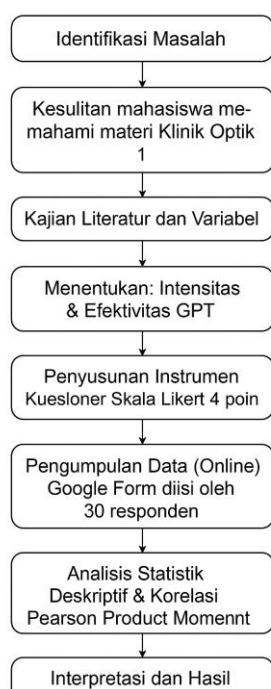 Identifikasi Masalah
Kesulitan mahasiswa me-
mahami materi Klinik Optik
1
Kajian Literatur dan Variabel
Menentukan: Intensitas
& Efektivitas GPT
Penyusunan Instrumen
Kuesloner Skala Likert 4 poin
Pengumpulan Data (Online)
Google Form diisi oleh
30 responden
Analisis Statistik
Deskriptif & Korelasi
Pearson Product Momennt
Interpretasi dan Hasil